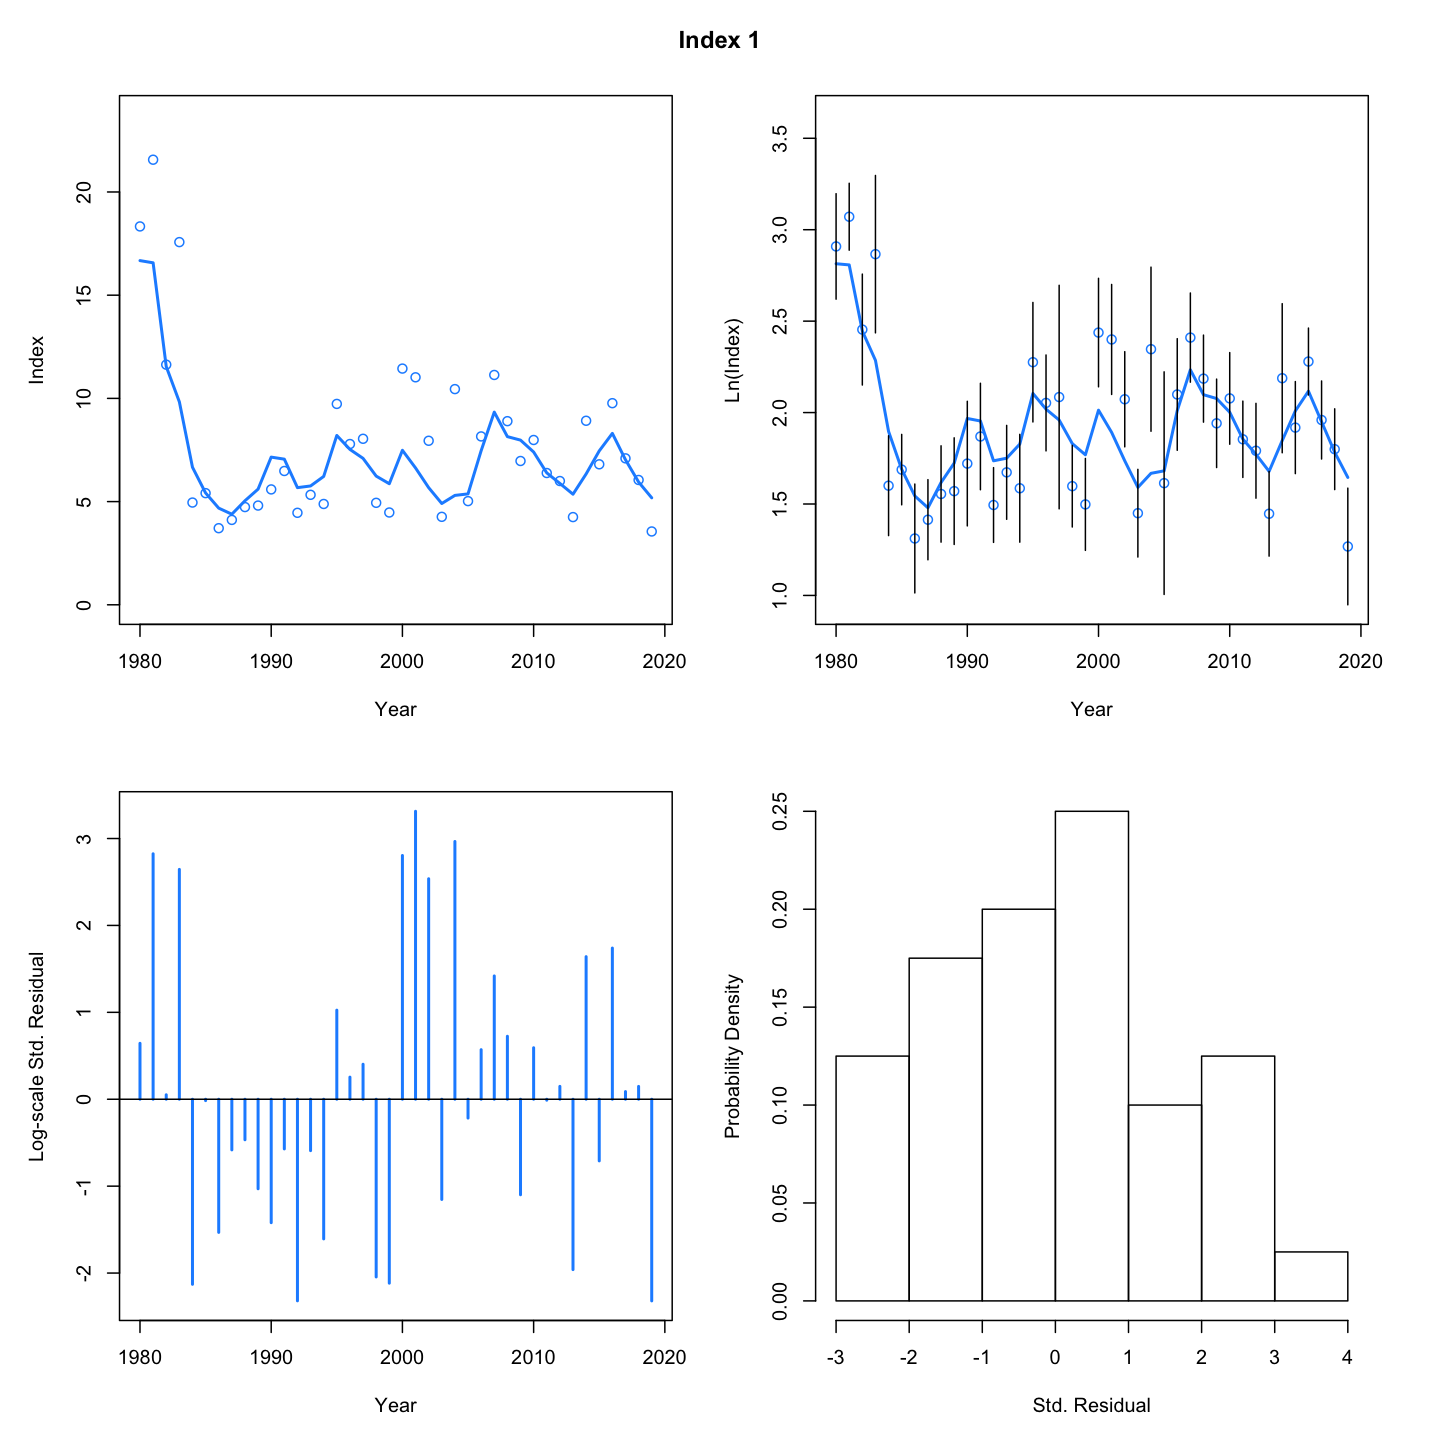 Index 1
Index
20
15
10
5
0
1980 1990 2000 2010 2020
Year
Ln(Index)
3.5
3.0
2.5
2.0
1.5
1.0
1980 1990 2000 2010 2020
Year
Log-scale Std. Residual
3
2
1
0
-1
-2
1980 1990 2000 2010 2020
Year
Probability Density
0.25
0.20
0.15
0.10
0.05
0.00
-3 -2 -1 0 1 2 3 4
Std. Residual